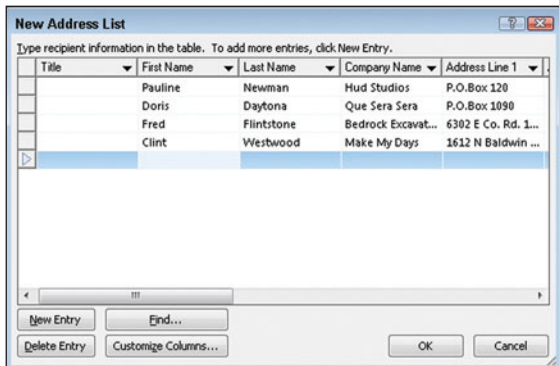 New Address List
Type recipient information in the table. To add more entries, click New Entry.
Title First Name Last Name Company Name Address Line 1
Pauline Newman Hud Studios P.O.Box 120
Doris Daytona Que Sera Sera P.O.Box 1090
Fred Flintstone Bedrock Excavat... 6302 E Co. Rd. 1...
Clint Westwood Make My Days 1612 N Baldwin ...
New Entry Find...
Delete Entry Customize Columns... OK Cancel